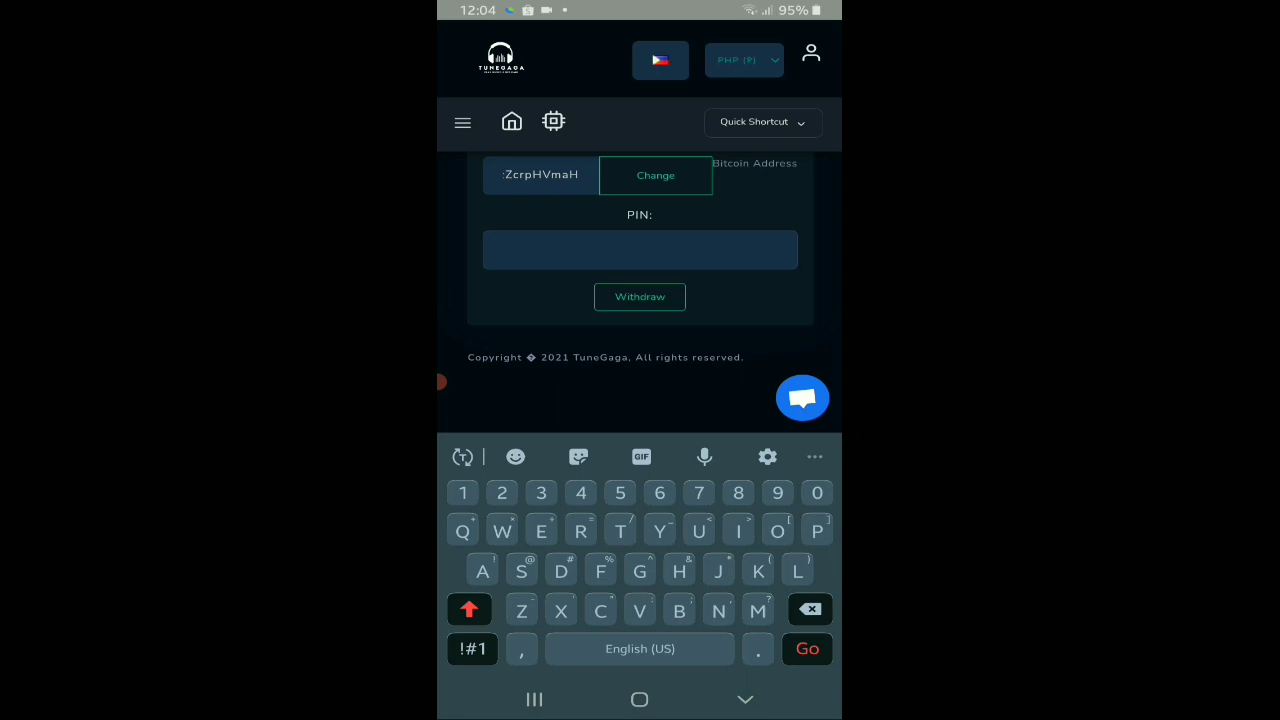 12:04 95%
TUNEGAGA
PHP (₱)
Quick Shortcut
:ZcrpHVmaH Change Bitcoin Address
PIN:
Withdraw
Copyright � 2021 TuneGaga, All rights reserved.
T GIF
1 2 3 4 5 6 7 8 9 0
Q W E R T Y U I O P
A S D F G H J K L
Z X C V B N M
!#1 , English (US) . Go